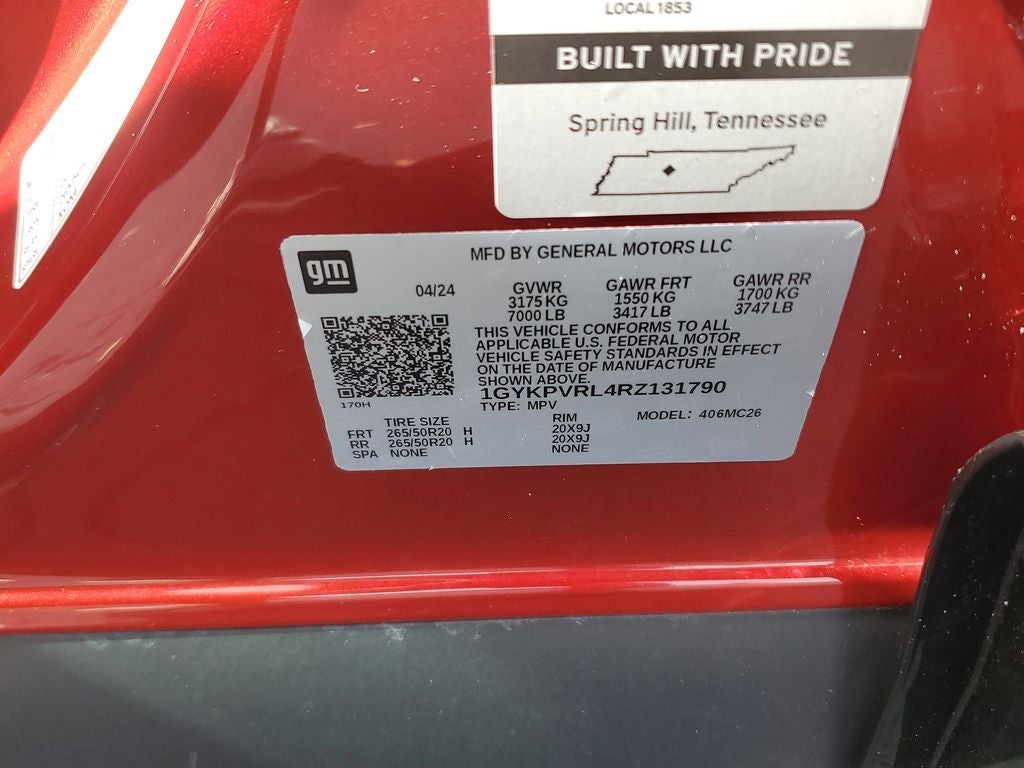 LOCAL 1853
BUILT WITH PRIDE
Spring Hill, Tennessee
gm
MFD BY GENERAL MOTORS LLC
04/24
GVWR GAWR FRT GAWR RR
3175 KG 1550 KG 1700 KG
7000 LB 3417 LB 3747 LB
THIS VEHICLE CONFORMS TO ALL
APPLICABLE U.S. FEDERAL MOTOR
VEHICLE SAFETY STANDARDS IN EFFECT
ON THE DATE OF MANUFACTURE
SHOWN ABOVE.
1GYKPVRL4RZ131790
170H
TYPE: MPV MODEL: 406MC26
TIRE SIZE RIM
FRT 265/50R20 H 20X9J
RR 265/50R20 H 20X9J
SPA NONE NONE